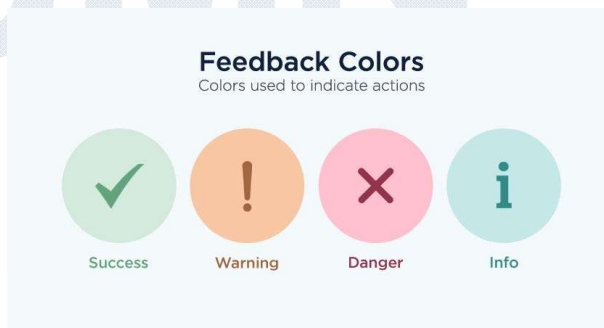 Feedback Colors
Colors used to indicate actions
Success Warning Danger Info